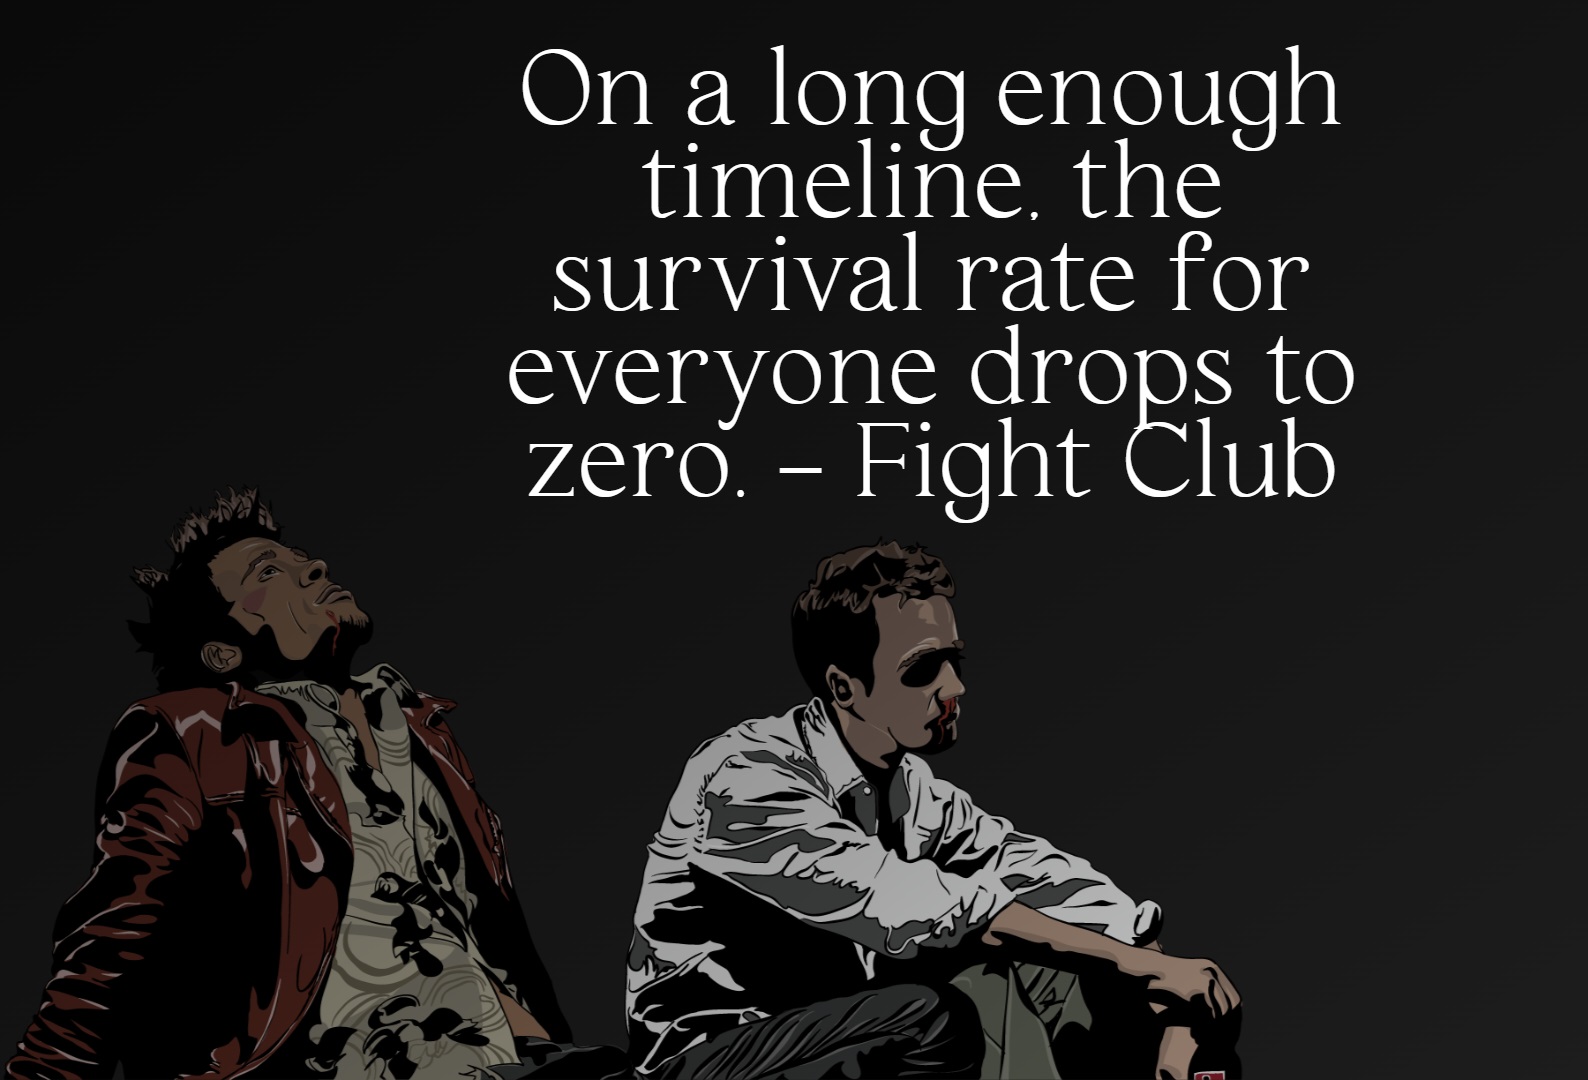 On a long enough
timeline, the
survival rate for
everyone drops to
zero. – Fight Club